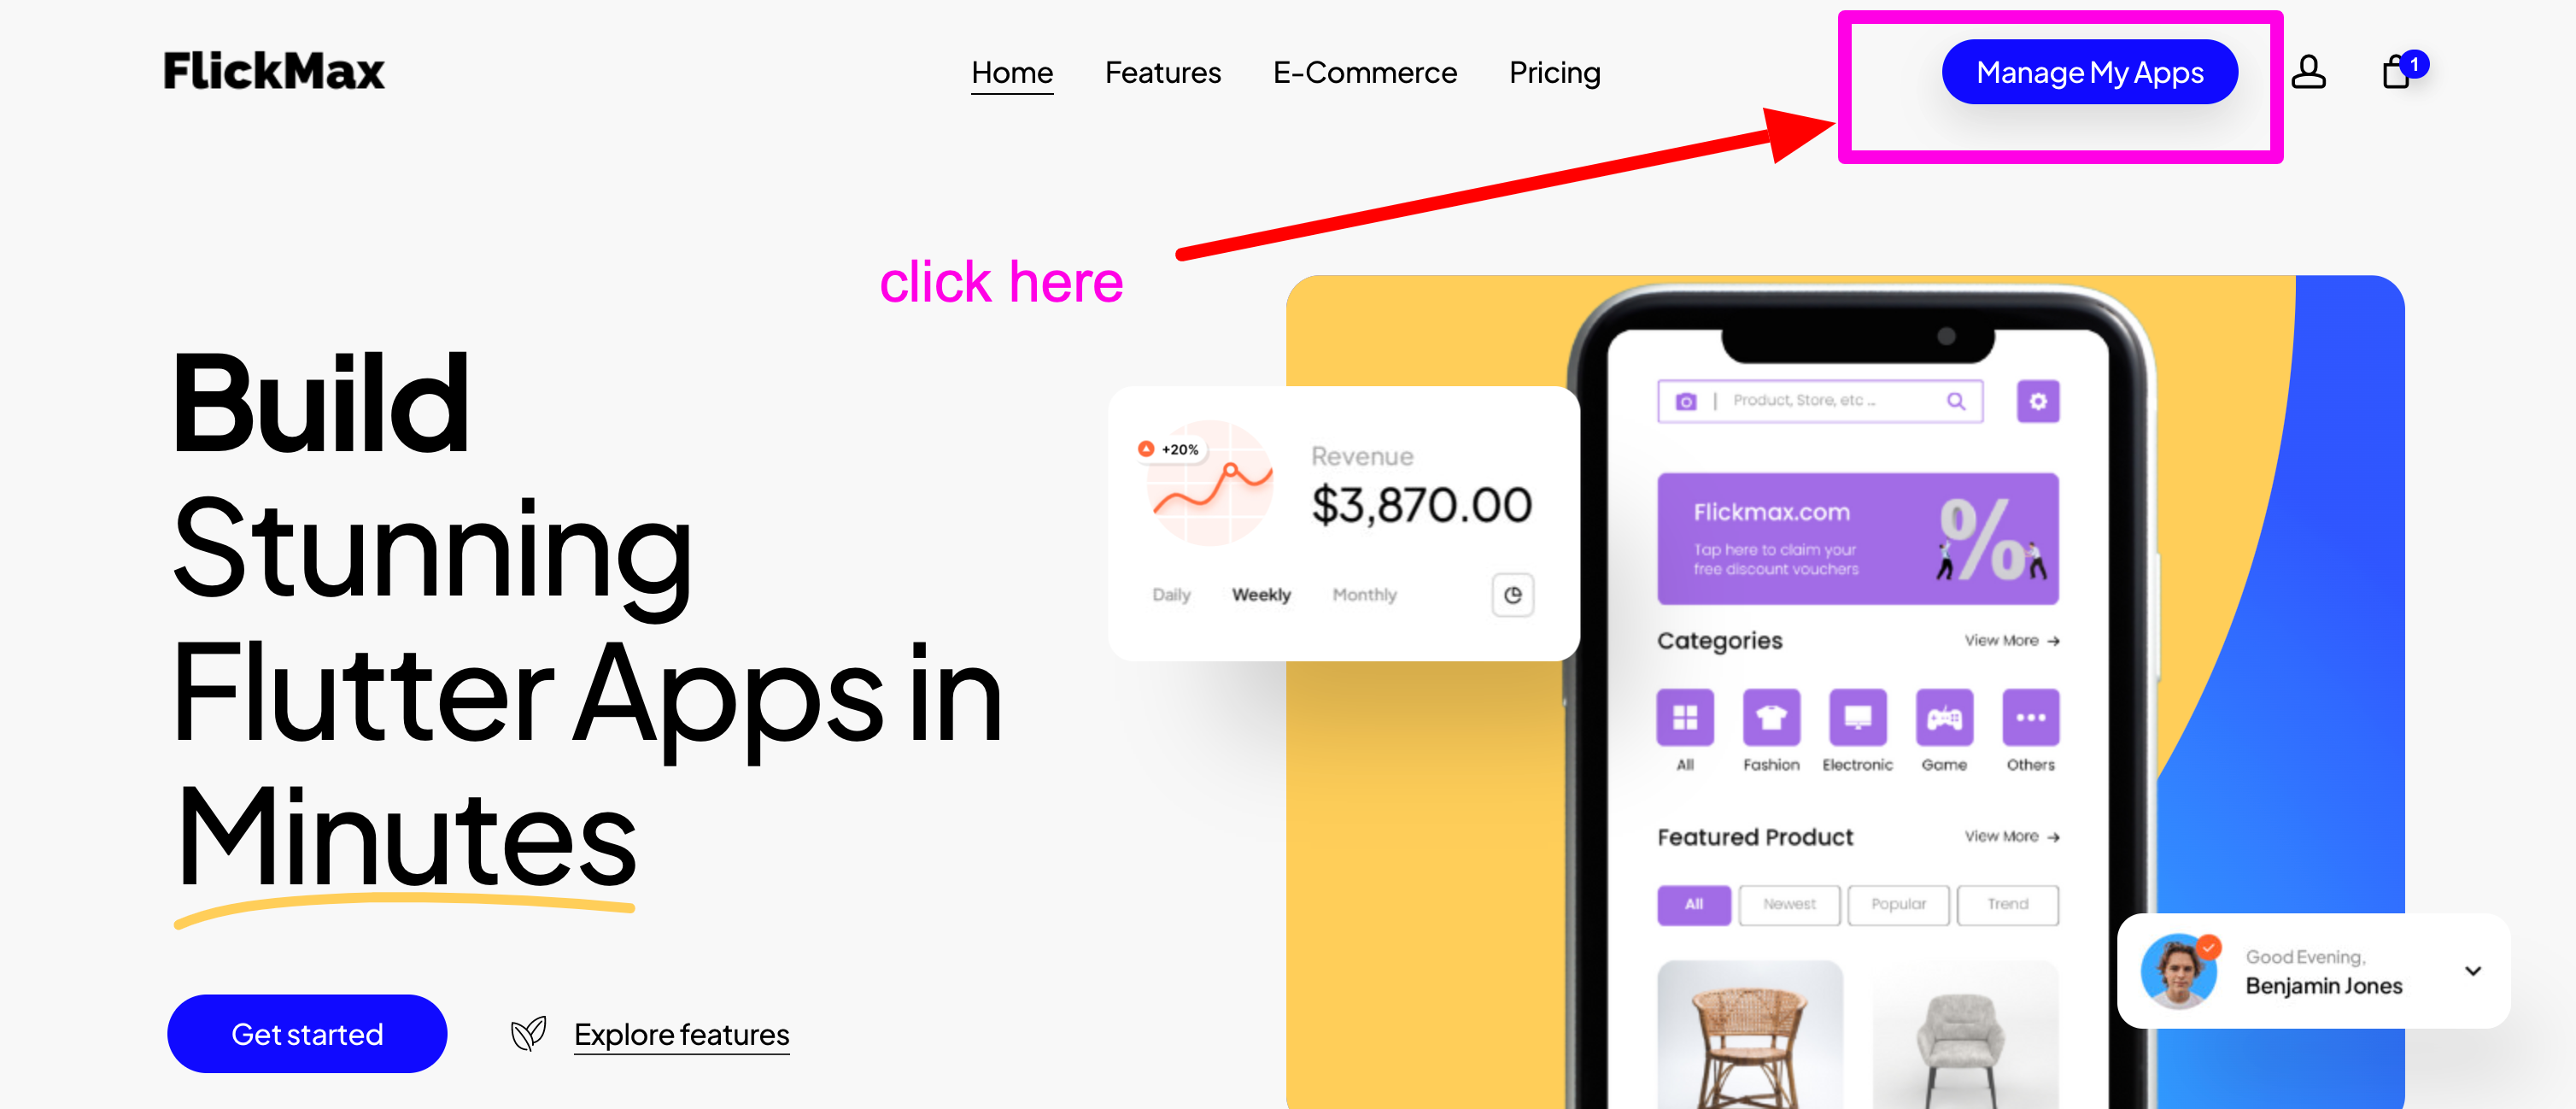 FlickMax
Home Features E-Commerce Pricing
Manage My Apps
1
click here
Build
Stunning
Flutter Apps in
Minutes
Get started
Explore features
+20%
Revenue
$3,870.00
Daily Weekly Monthly
Product, Store, etc ...
Flickmax.com
Tap here to claim your
free discount vouchers
%
Categories
View More →
All Fashion Electronic Game Others
Featured Product
View More →
All Newest Popular Trend
Good Evening,
Benjamin Jones